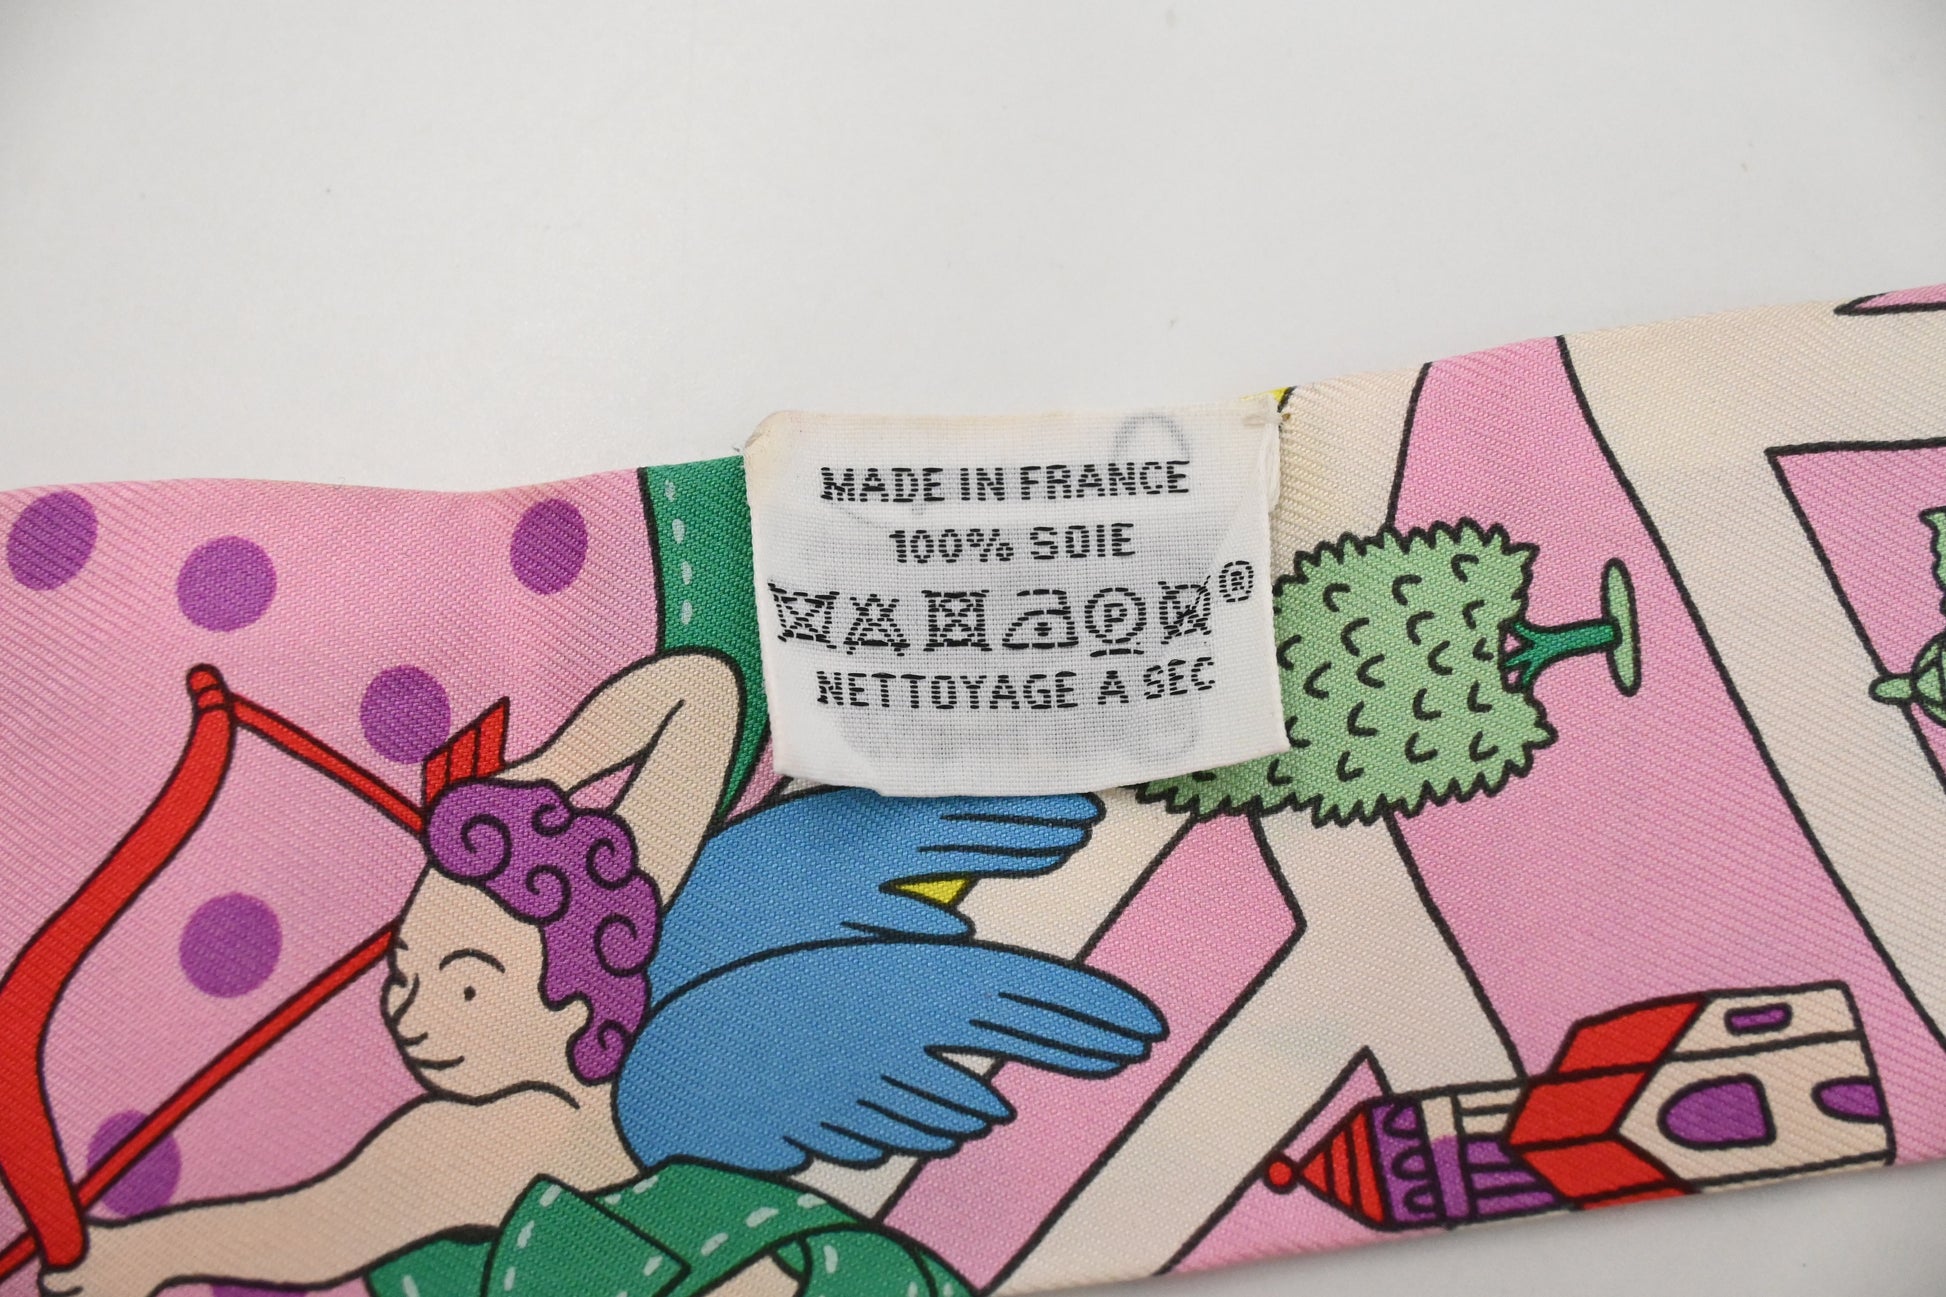 MADE IN FRANCE
100% SOIE
P ®
NETTOYAGE A SEC